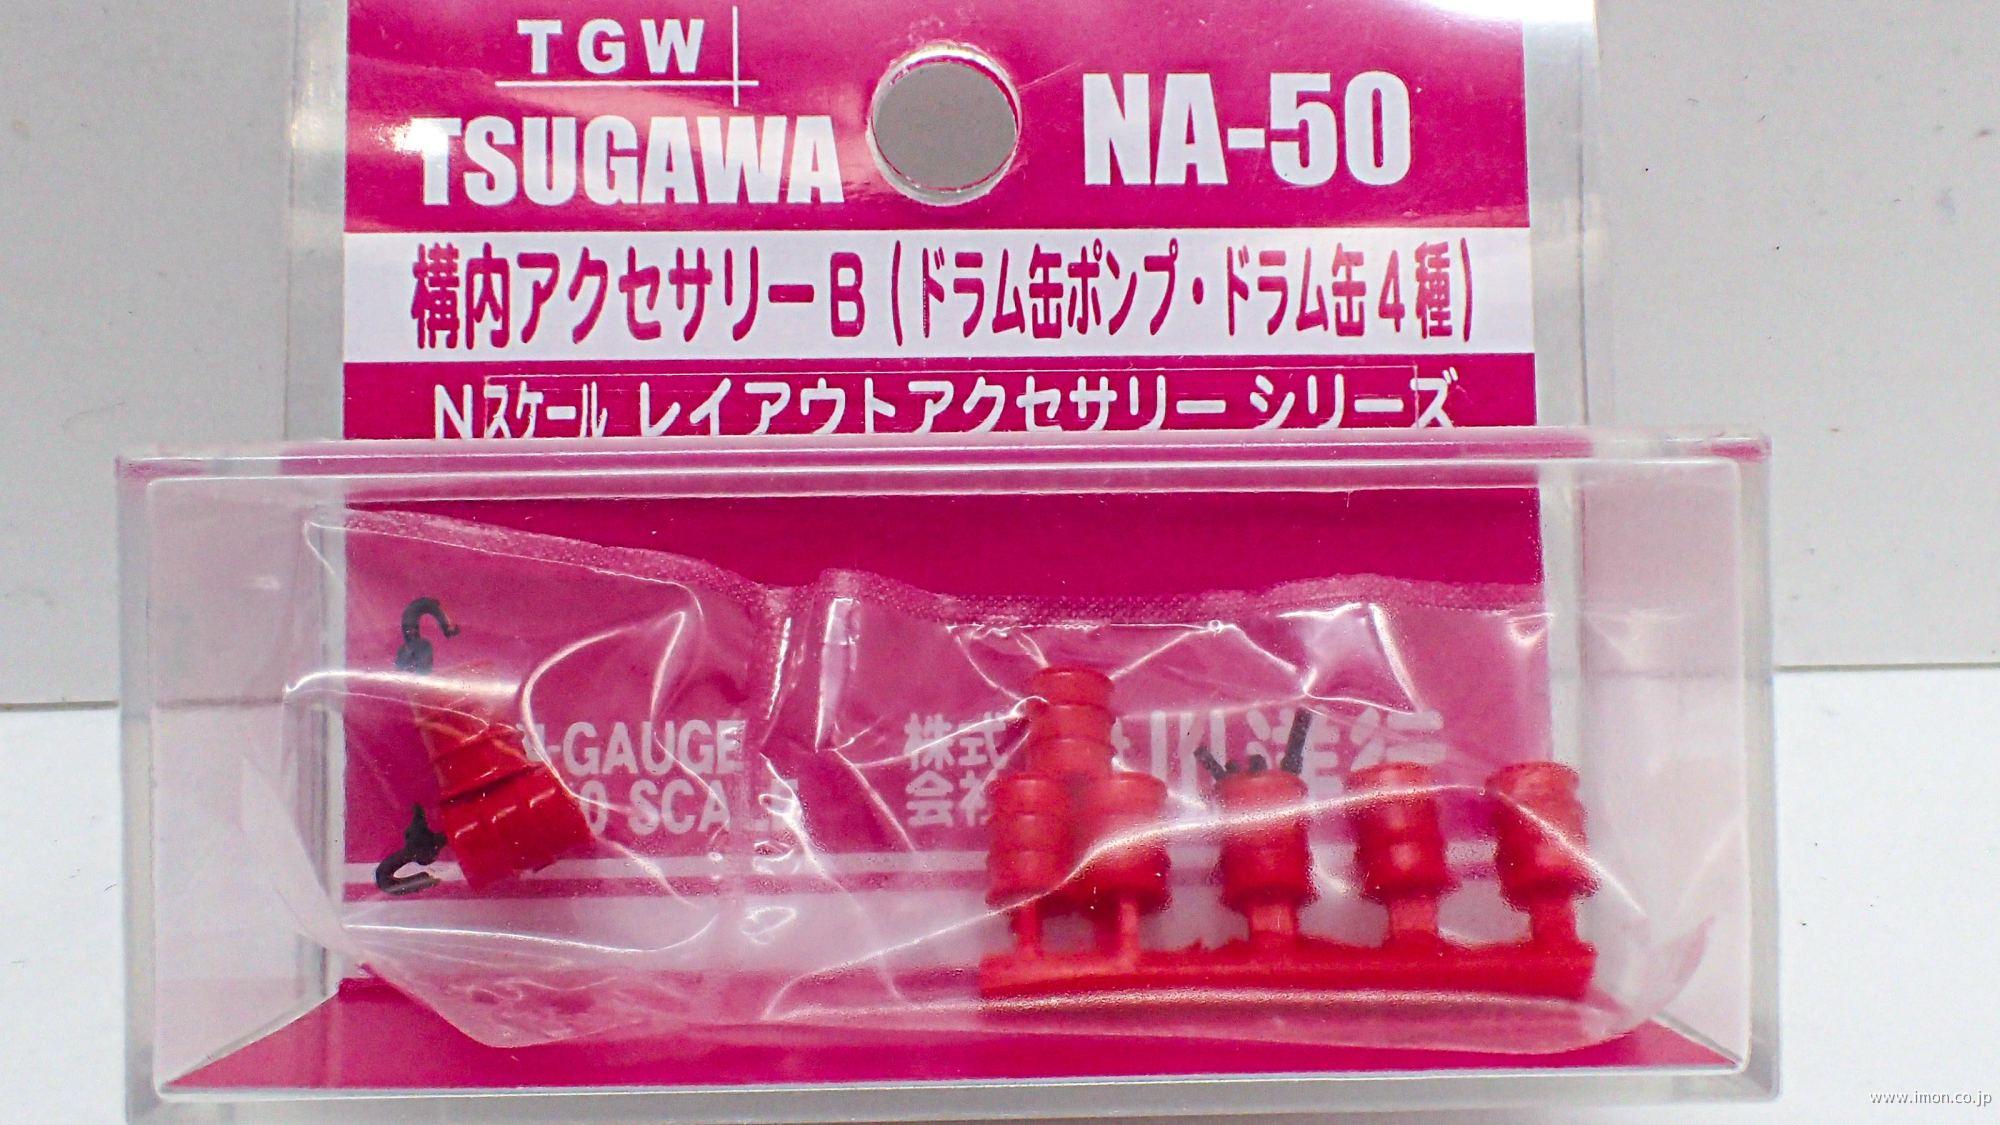 TGW
TSUGAWA
NA-50
構内アクセサリーB(ドラム缶ポンプ・ドラム缶4種)
Nスケール レイアウトアクセサリー シリーズ
-GAUGE
株式
会社
洋行
SCALE
www.imon.co.jp